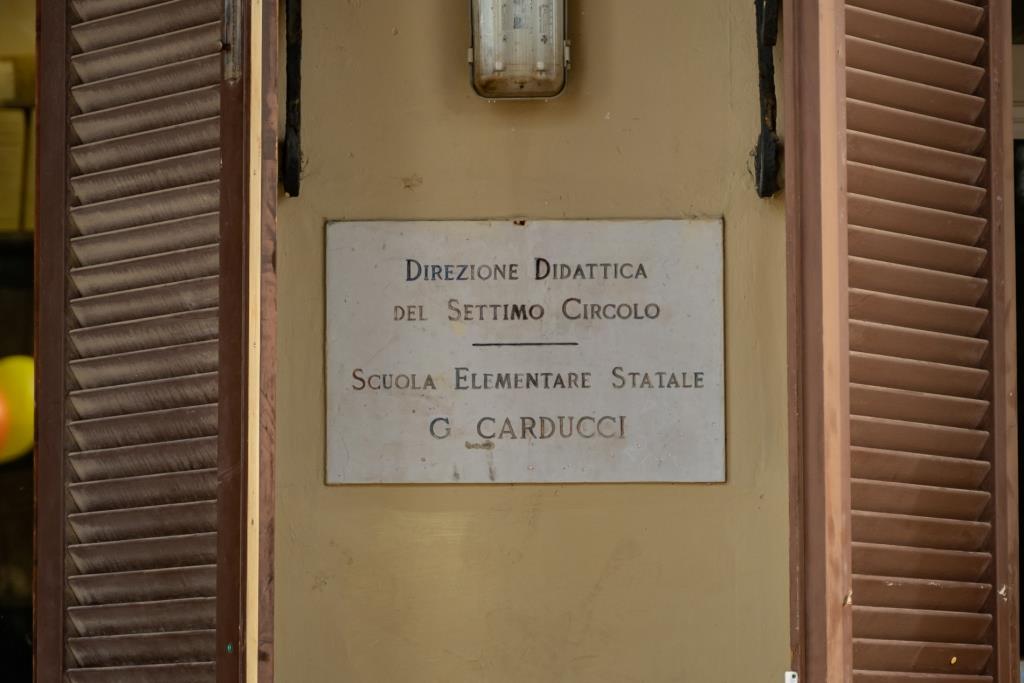 Direzione Didattica
del Settimo Circolo
Scuola Elementare Statale
G CARDUCCI